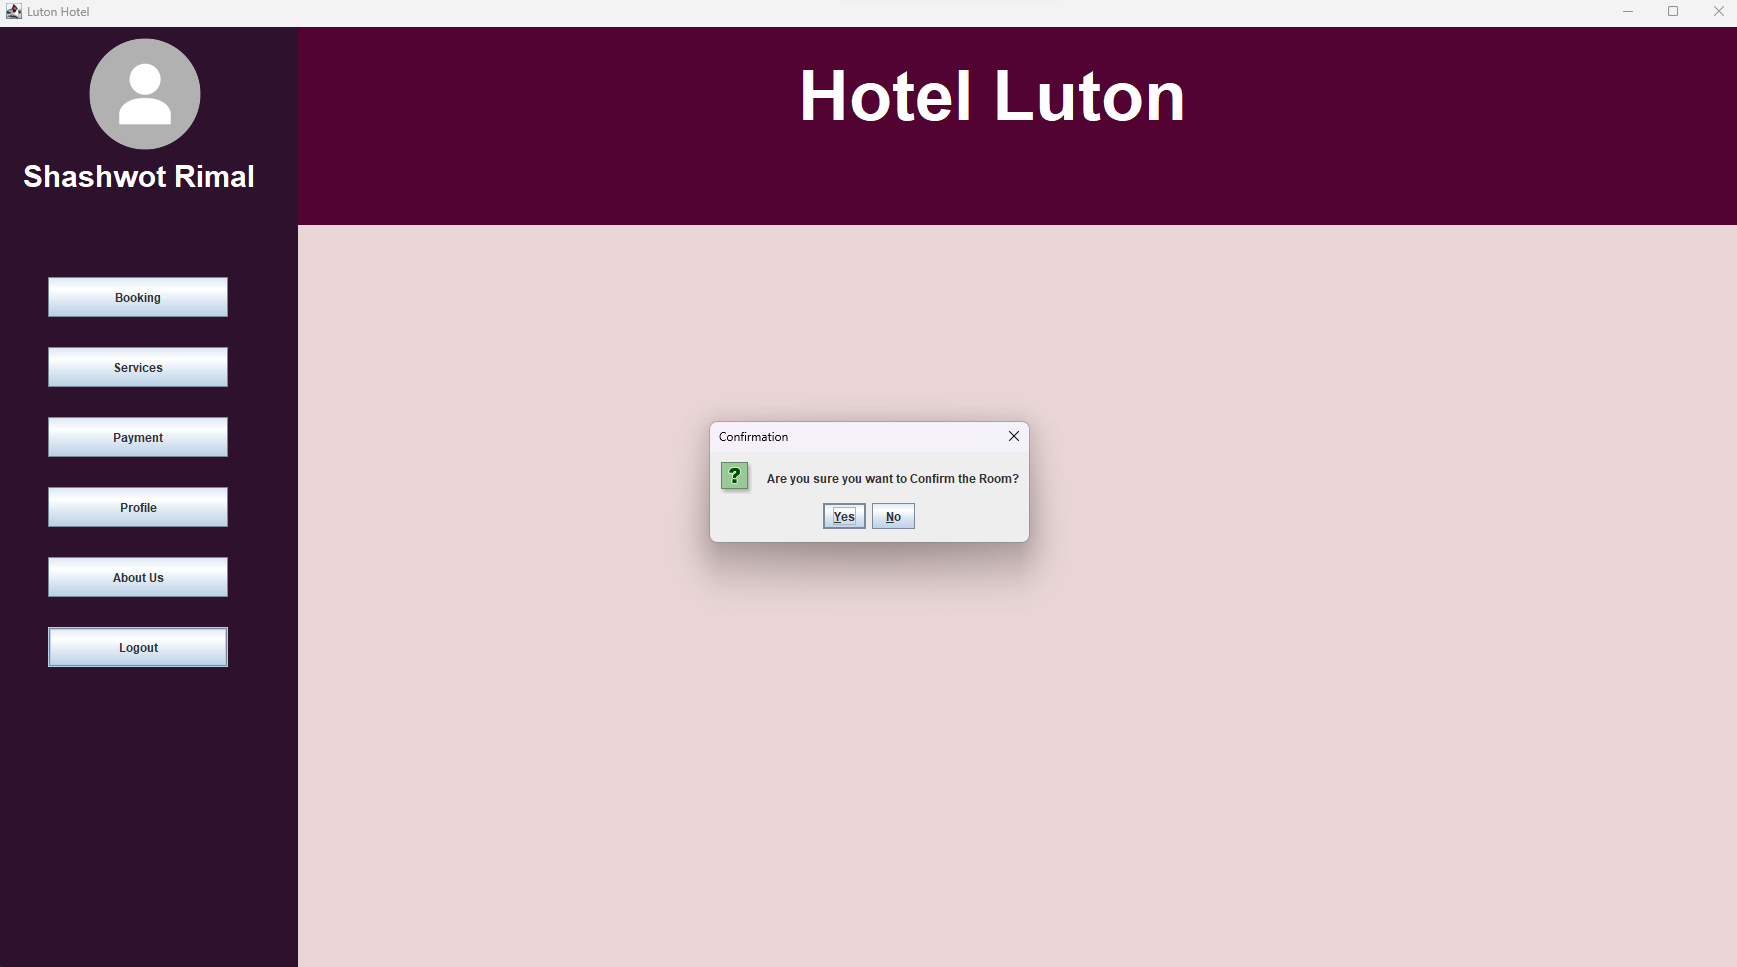 Luton Hotel
Hotel Luton
Shashwot Rimal
Booking
Services
Payment
Profile
About Us
Logout
Confirmation
?
Are you sure you want to Confirm the Room?
Yes
No